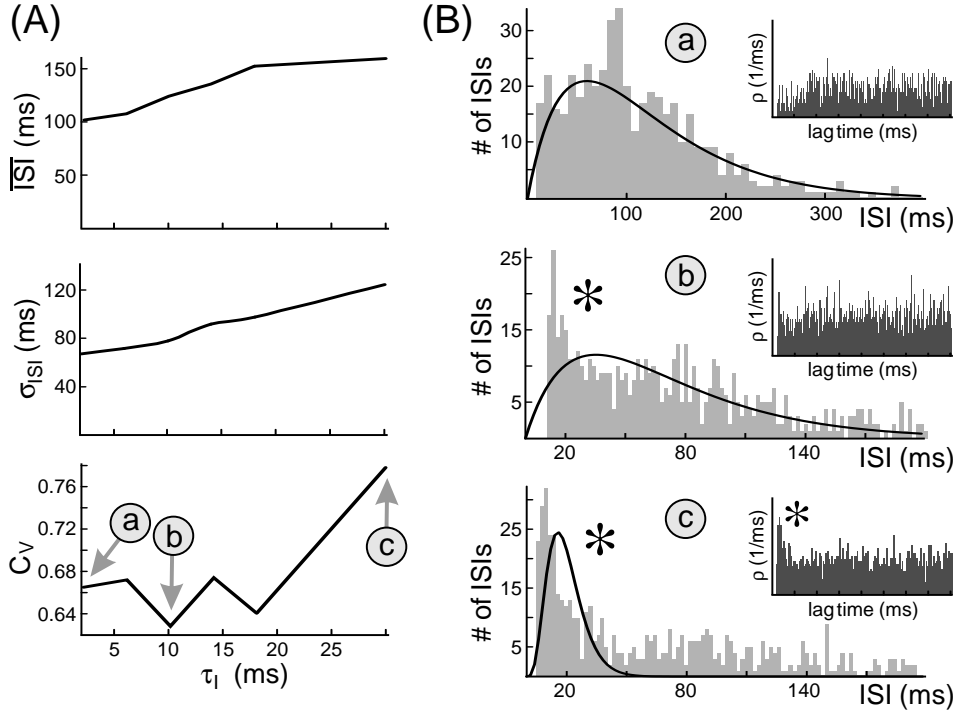 (A)
150
100
50
ISI (ms)
120
80
40
σISI (ms)
0.76
0.72
0.68
0.64
CV
a
b
c
5 10 15 20 25
τI (ms)
(B)
30
20
10
# of ISIs
a
100 200 300
ISI (ms)
ρ (1/ms)
lag time (ms)
25
15
5
# of ISIs
*
b
20 80 140
ISI (ms)
ρ (1/ms)
lag time (ms)
25
15
5
# of ISIs
*
c
20 80 140
ISI (ms)
*
ρ (1/ms)
lag time (ms)